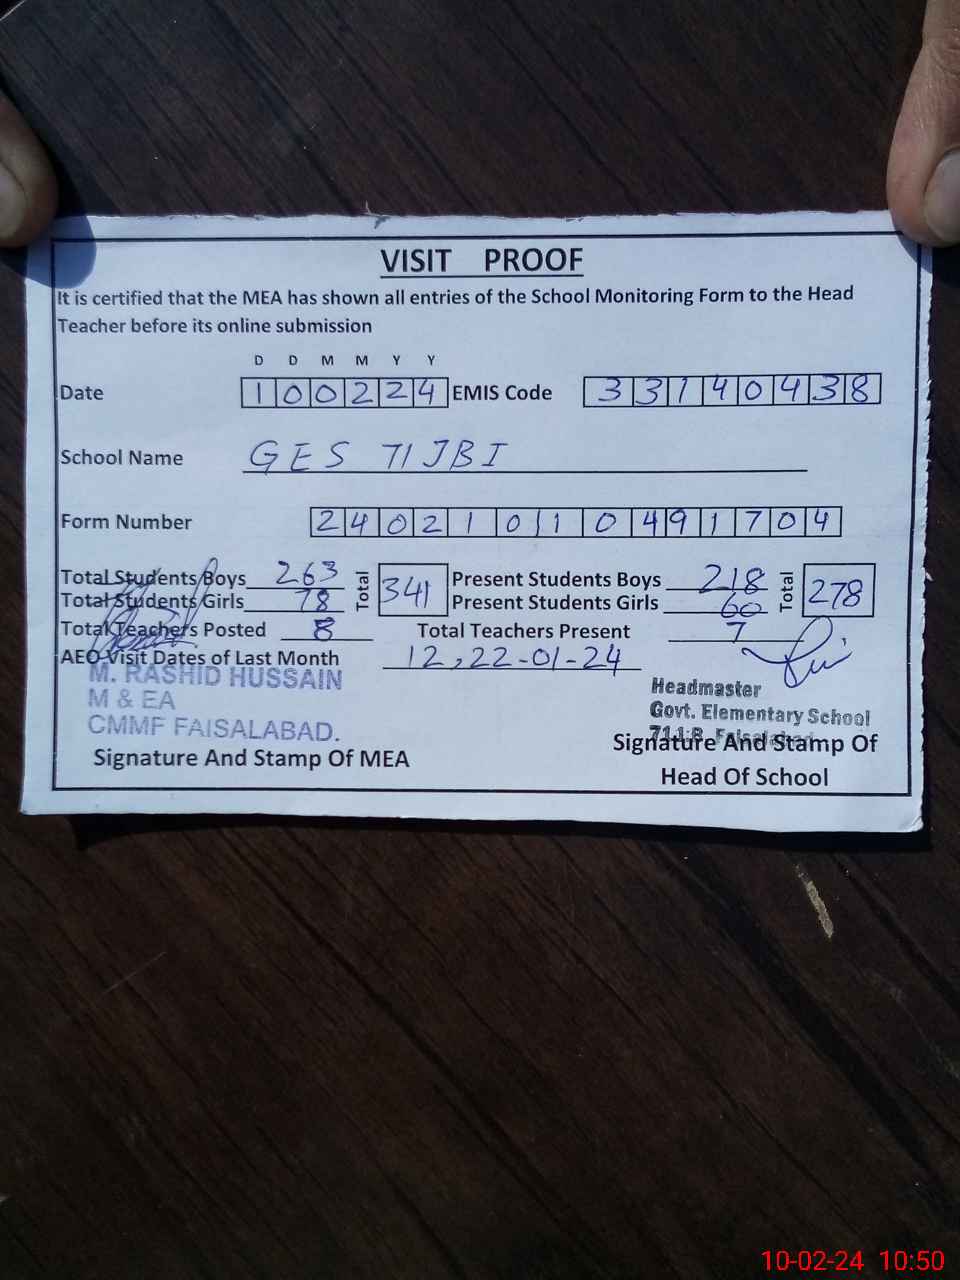 VISIT PROOF
It is certified that the MEA has shown all entries of the School Monitoring Form to the Head
Teacher before its online submission
D D M M Y Y
Date 1 0 0 2 2 4 EMIS Code 3 3 1 4 0 4 3 8
School Name GES 71 JB I
Form Number 2 4 0 2 1 0 1 1 0 4 9 1 7 0 4
Total Students Boys 263 Total 341 Present Students Boys 218 Total 278
Total Students Girls 78 Present Students Girls 60
Total Teachers Posted 8 Total Teachers Present 7
AEO Visit Dates of Last Month 12,22-01-24
M. RASHID HUSSAIN
M & EA
CMMF FAISALABAD.
Signature And Stamp Of MEA
Headmaster
Govt. Elementary School
Faisalabad
Signature And Stamp Of
Head Of School
10-02-24 10:50